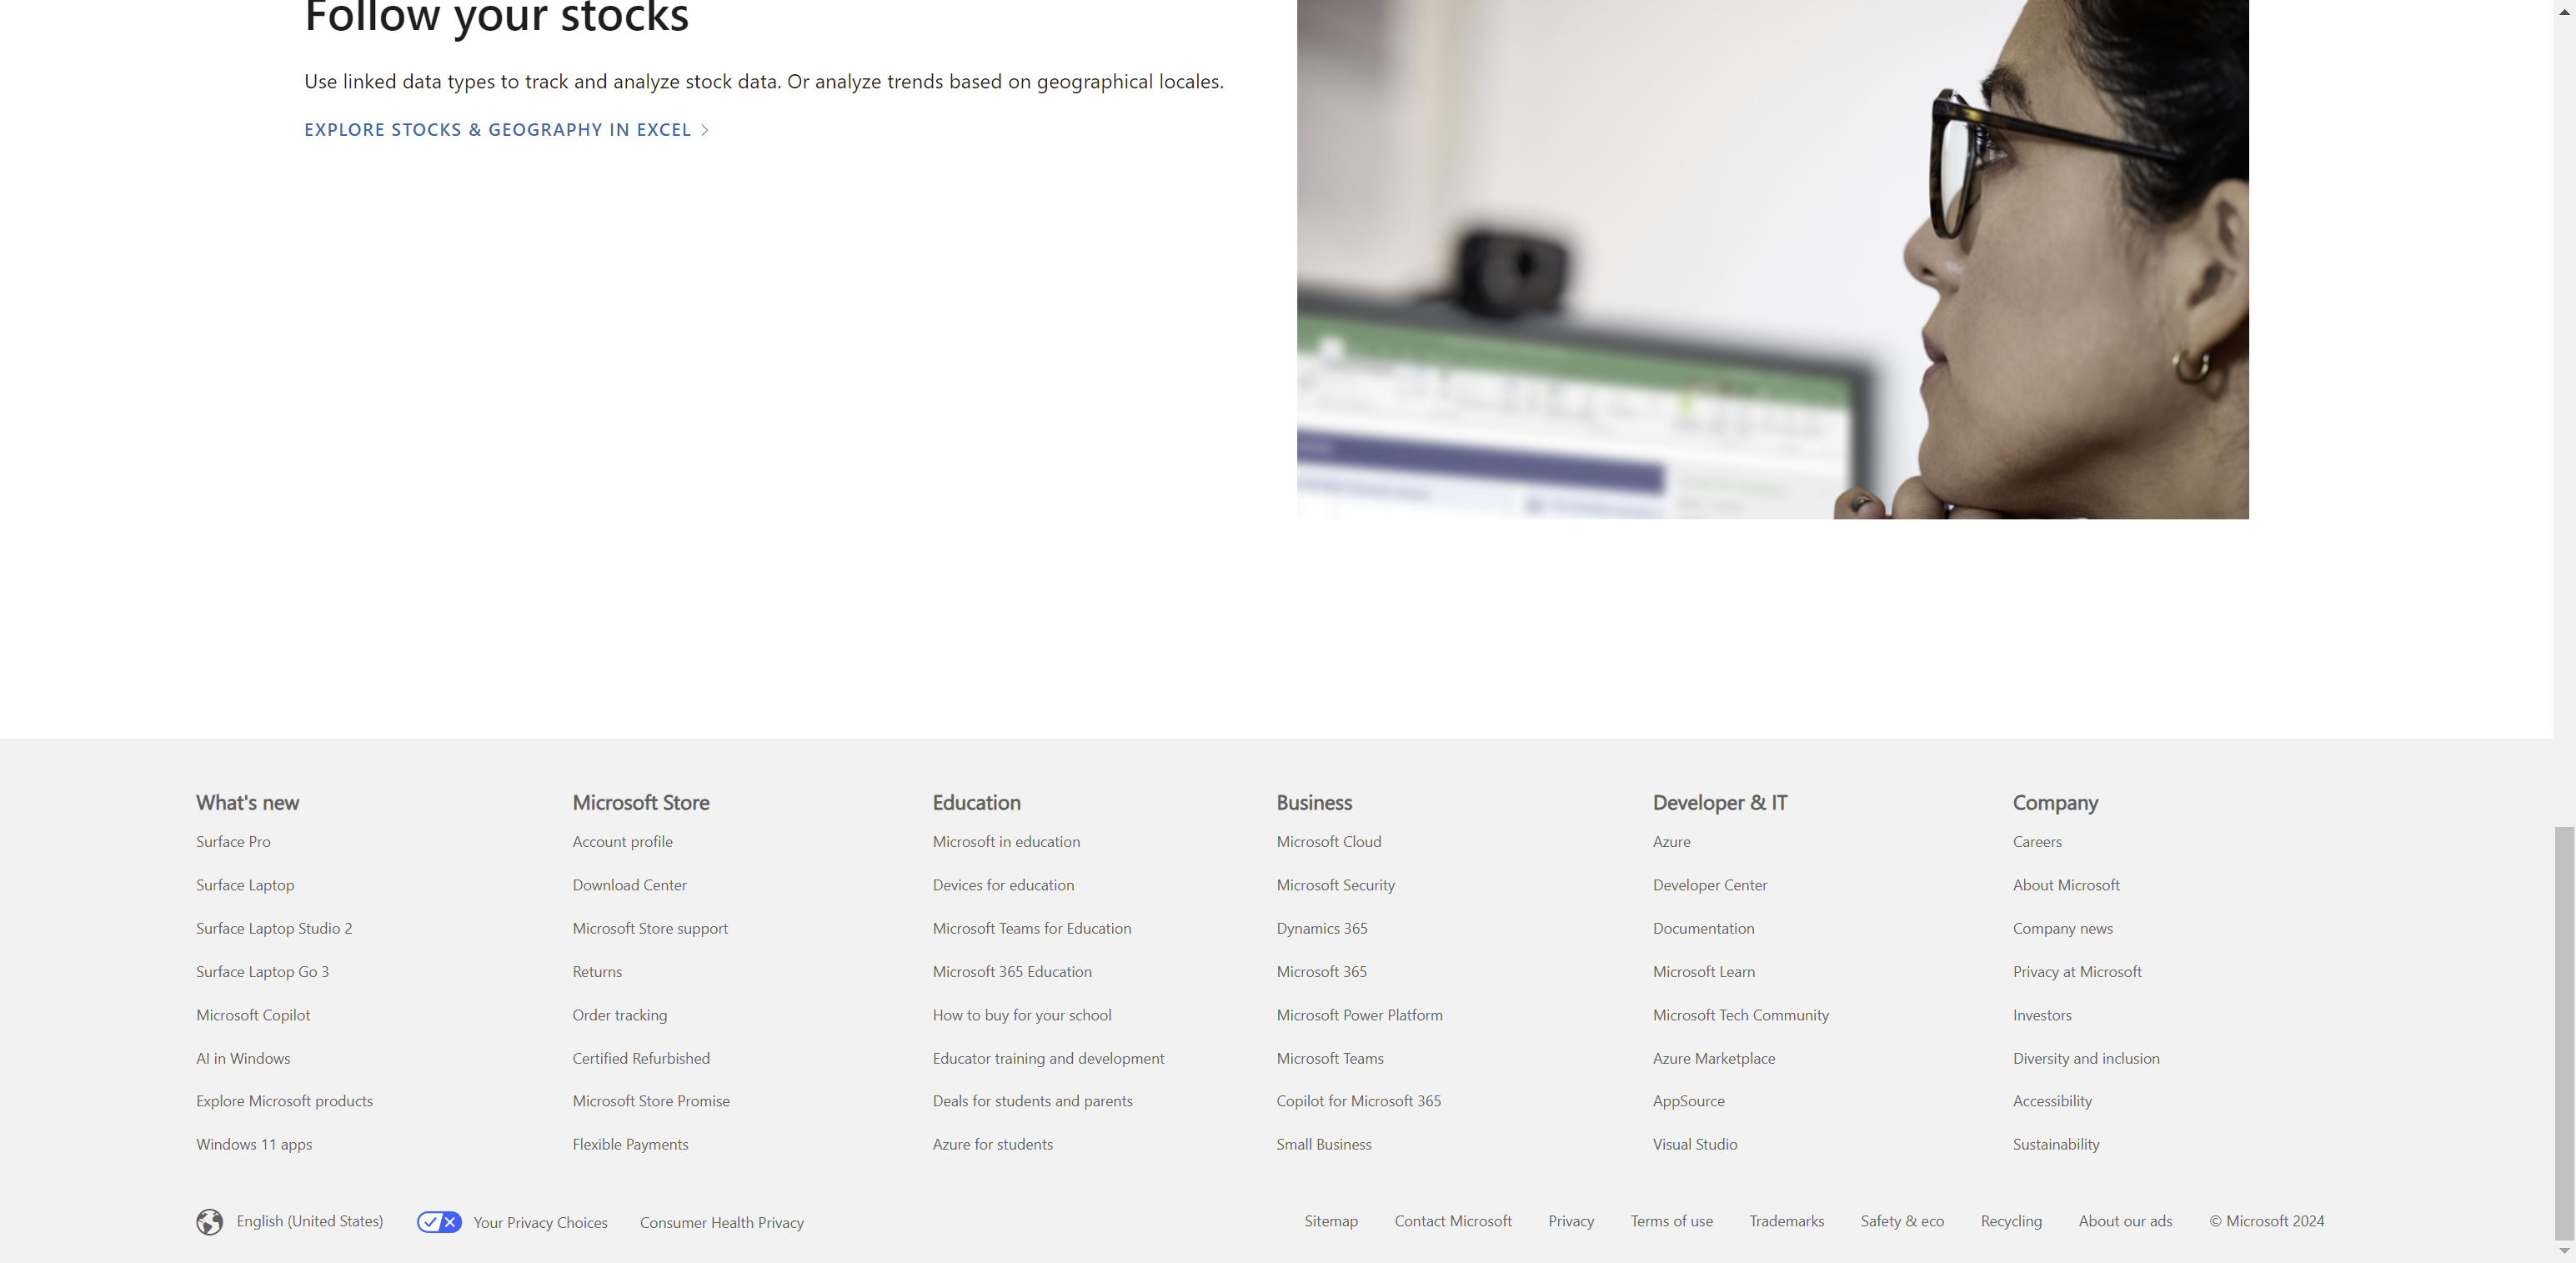 Follow your stocks
Use linked data types to track and analyze stock data. Or analyze trends based on geographical locales.
EXPLORE STOCKS & GEOGRAPHY IN EXCEL
What's new
Surface Pro
Surface Laptop
Surface Laptop Studio 2
Surface Laptop Go 3
Microsoft Copilot
AI in Windows
Explore Microsoft products
Windows 11 apps
Microsoft Store
Account profile
Download Center
Microsoft Store support
Returns
Order tracking
Certified Refurbished
Microsoft Store Promise
Flexible Payments
Education
Microsoft in education
Devices for education
Microsoft Teams for Education
Microsoft 365 Education
How to buy for your school
Educator training and development
Deals for students and parents
Azure for students
Business
Microsoft Cloud
Microsoft Security
Dynamics 365
Microsoft 365
Microsoft Power Platform
Microsoft Teams
Copilot for Microsoft 365
Small Business
Developer & IT
Azure
Developer Center
Documentation
Microsoft Learn
Microsoft Tech Community
Azure Marketplace
AppSource
Visual Studio
Company
Careers
About Microsoft
Company news
Privacy at Microsoft
Investors
Diversity and inclusion
Accessibility
Sustainability
English (United States) Your Privacy Choices Consumer Health Privacy
Sitemap Contact Microsoft Privacy Terms of use Trademarks Safety & eco Recycling About our ads © Microsoft 2024